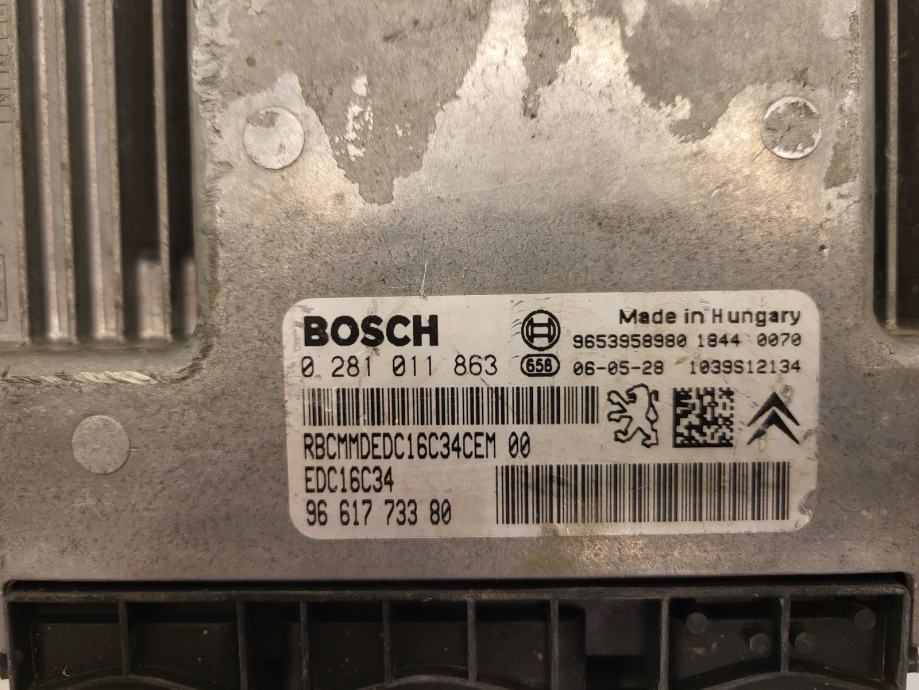 BOSCH
Made in Hungary
9653958980 1844 0070
0 281 011 863
656
06-05-28 1039S12134
RBCMMDEDC16C34CEM 00
EDC16C34
96 617 733 80